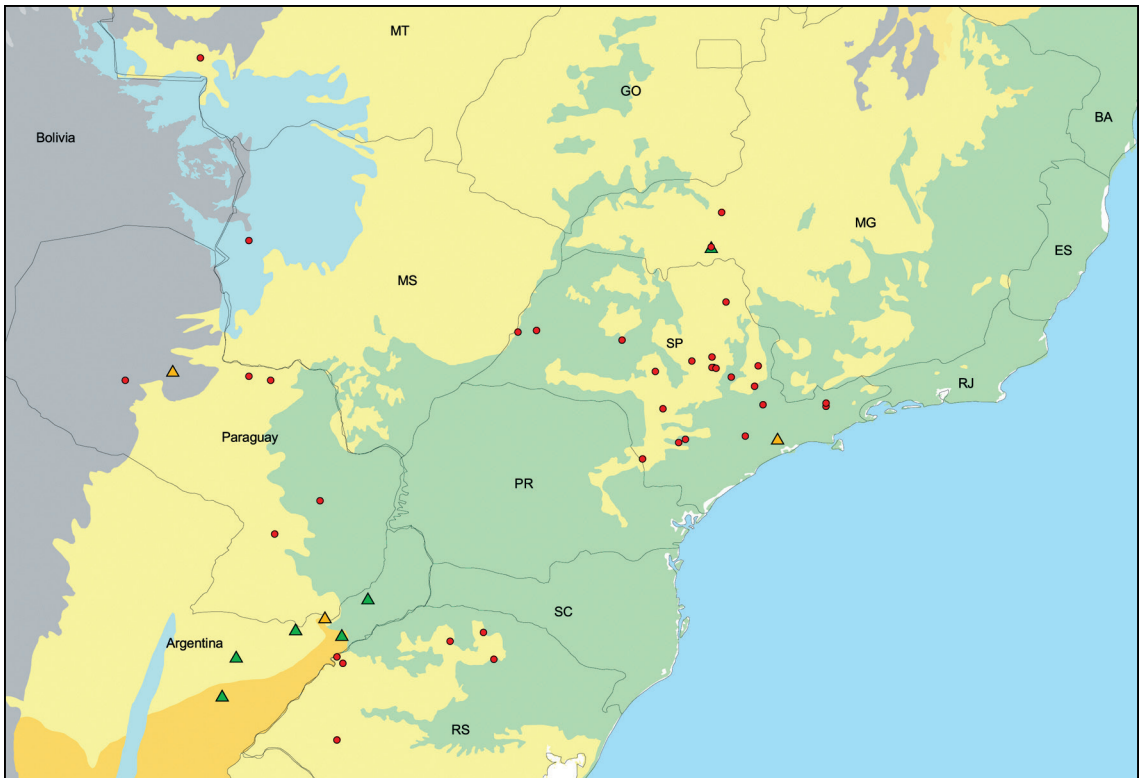 MT
GO
BA
Bolivia
MG
ES
MS
SP
RJ
Paraguay
PR
SC
Argentina
RS